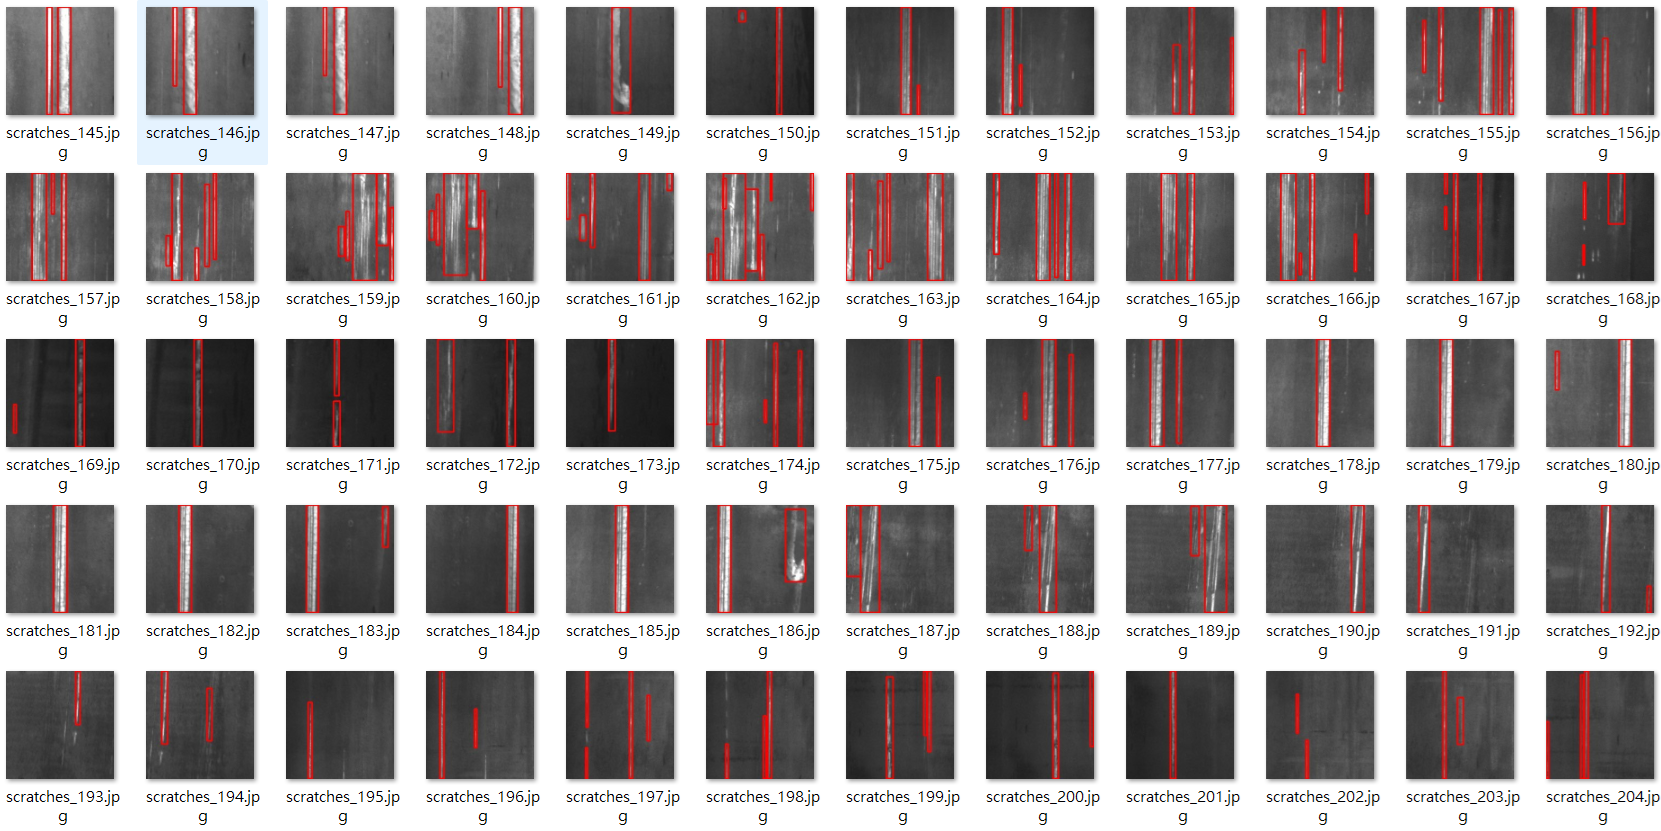 scratches_145.jp
g
scratches_146.jp
g
scratches_147.jp
g
scratches_148.jp
g
scratches_149.jp
g
scratches_150.jp
g
scratches_151.jp
g
scratches_152.jp
g
scratches_153.jp
g
scratches_154.jp
g
scratches_155.jp
g
scratches_156.jp
g
scratches_157.jp
g
scratches_158.jp
g
scratches_159.jp
g
scratches_160.jp
g
scratches_161.jp
g
scratches_162.jp
g
scratches_163.jp
g
scratches_164.jp
g
scratches_165.jp
g
scratches_166.jp
g
scratches_167.jp
g
scratches_168.jp
g
scratches_169.jp
g
scratches_170.jp
g
scratches_171.jp
g
scratches_172.jp
g
scratches_173.jp
g
scratches_174.jp
g
scratches_175.jp
g
scratches_176.jp
g
scratches_177.jp
g
scratches_178.jp
g
scratches_179.jp
g
scratches_180.jp
g
scratches_181.jp
g
scratches_182.jp
g
scratches_183.jp
g
scratches_184.jp
g
scratches_185.jp
g
scratches_186.jp
g
scratches_187.jp
g
scratches_188.jp
g
scratches_189.jp
g
scratches_190.jp
g
scratches_191.jp
g
scratches_192.jp
g
scratches_193.jp
g
scratches_194.jp
g
scratches_195.jp
g
scratches_196.jp
g
scratches_197.jp
g
scratches_198.jp
g
scratches_199.jp
g
scratches_200.jp
g
scratches_201.jp
g
scratches_202.jp
g
scratches_203.jp
g
scratches_204.jp
g